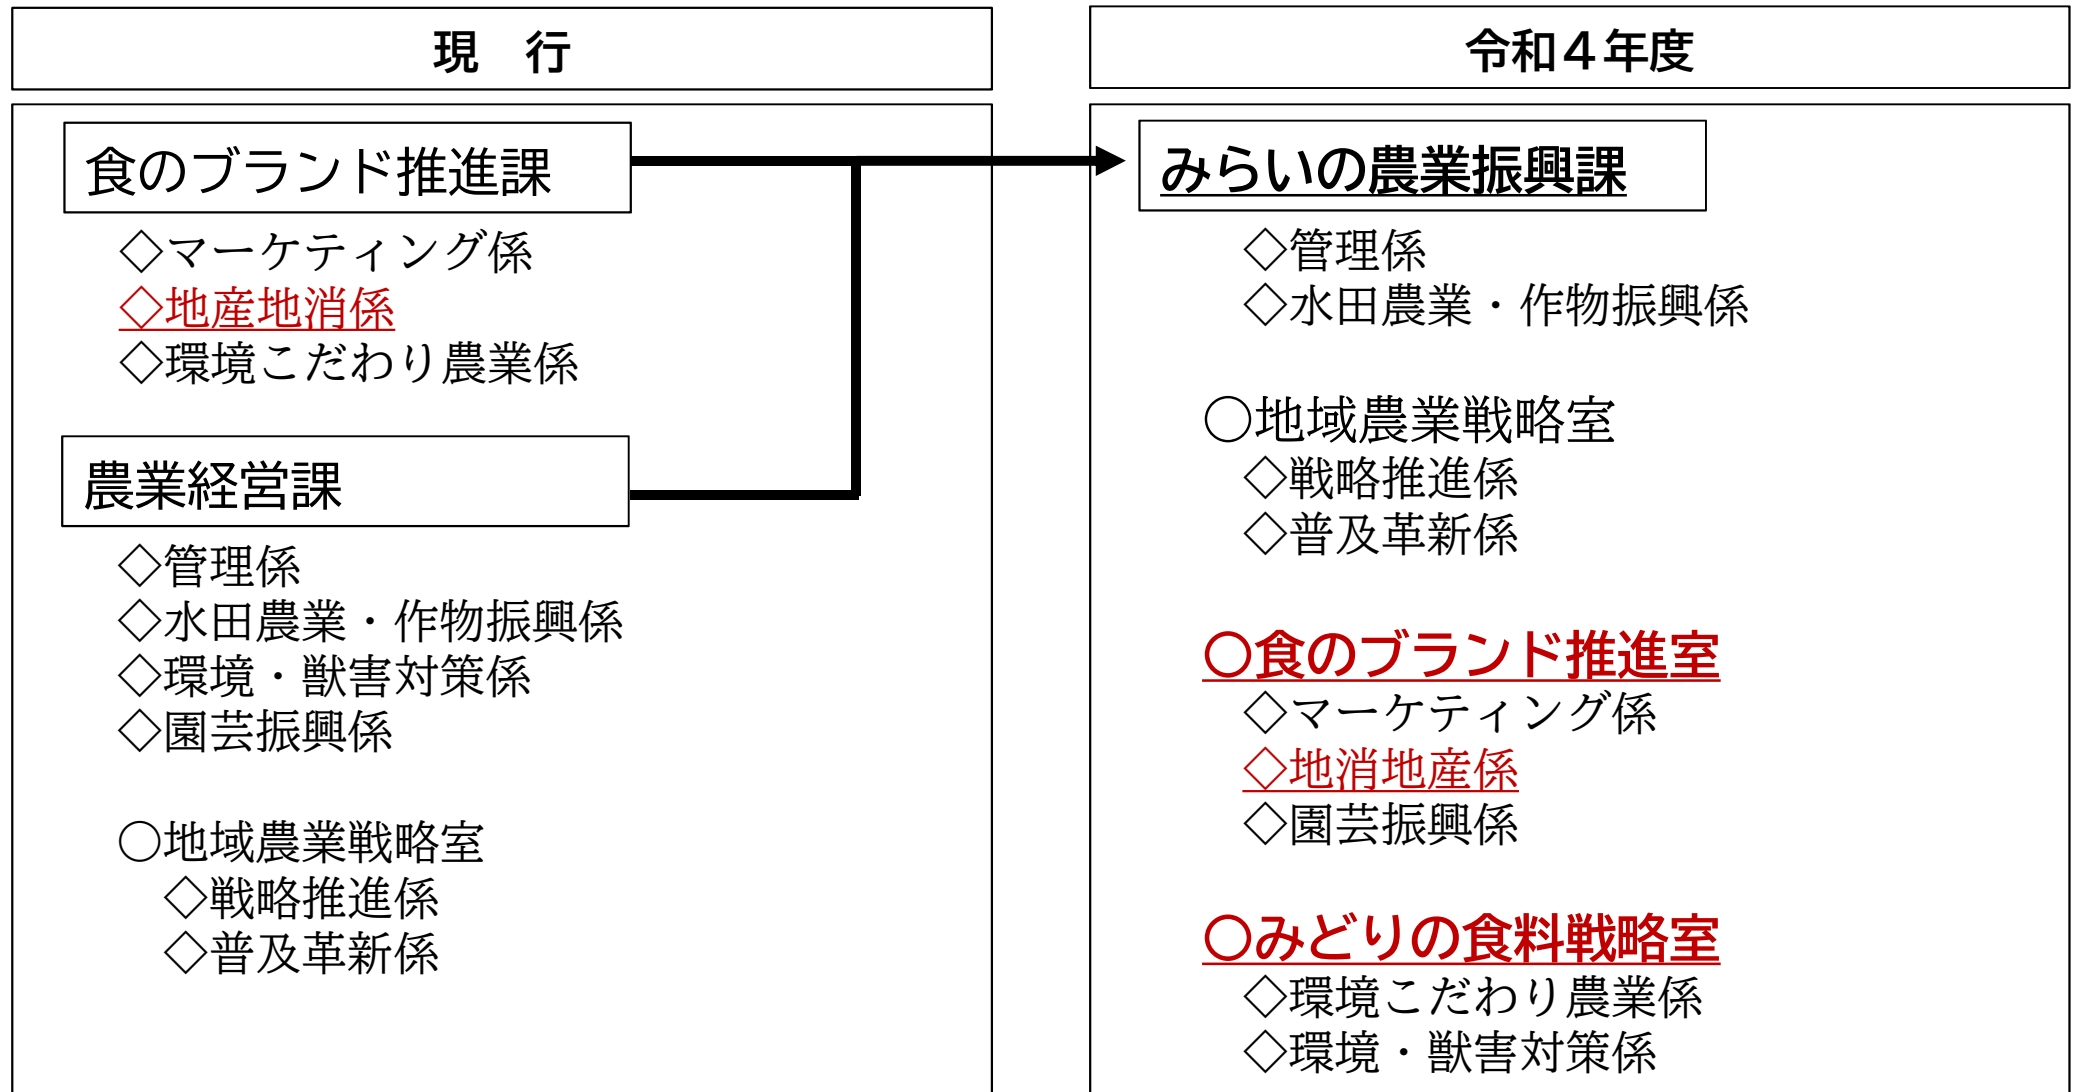 現　行
食のブランド推進課
◇マーケティング係
◇地産地消係
◇環境こだわり農業係
農業経営課
◇管理係
◇水田農業・作物振興係
◇環境・獣害対策係
◇園芸振興係
○地域農業戦略室
◇戦略推進係
◇普及革新係
令和４年度
みらいの農業振興課
◇管理係
◇水田農業・作物振興係
○地域農業戦略室
◇戦略推進係
◇普及革新係
○食のブランド推進室
◇マーケティング係
◇地消地産係
◇園芸振興係
○みどりの食料戦略室
◇環境こだわり農業係
◇環境・獣害対策係